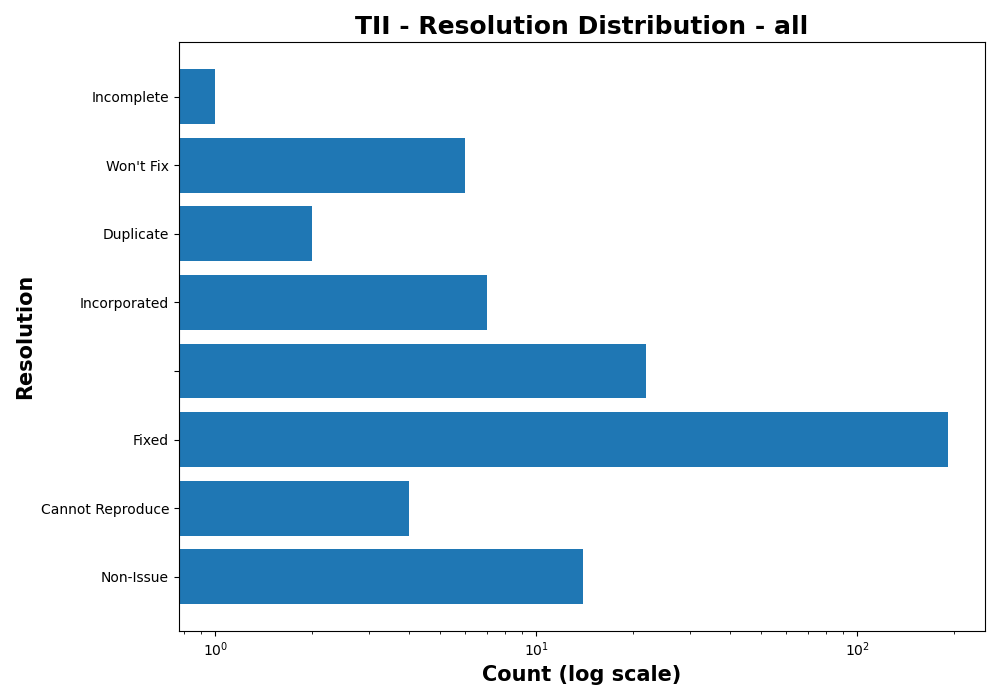 TII - Resolution Distribution - all
Incomplete
Won't Fix
Duplicate
Incorporated
Fixed
Cannot Reproduce
Non-Issue
Resolution
10⁰
10¹
10²
Count (log scale)